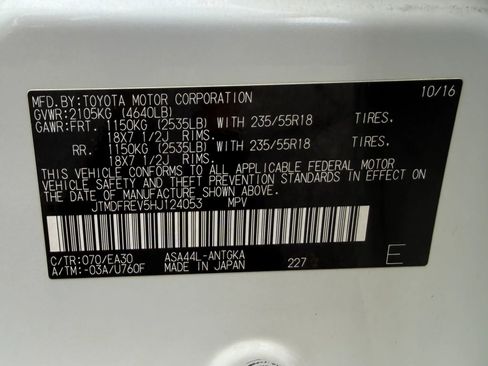 MFD.BY:TOYOTA MOTOR CORPORATION 10/16
GVWR:2105KG (4640LB)
GAWR:FRT. 1150KG (2535LB) WITH 235/55R18 TIRES.
18X7 1/2J RIMS.
RR. 1150KG (2535LB) WITH 235/55R18 TIRES.
18X7 1/2J RIMS.
THIS VEHICLE CONFORMS TO ALL APPLICABLE FEDERAL MOTOR
VEHICLE SAFETY AND THEFT PREVENTION STANDARDS IN EFFECT ON
THE DATE OF MANUFACTURE SHOWN ABOVE.
JTMDFREV5HJ124053 MPV
C/TR:070/EA30 ASA44L-ANTGKA
A/TM:-03A/U760F MADE IN JAPAN 227 E